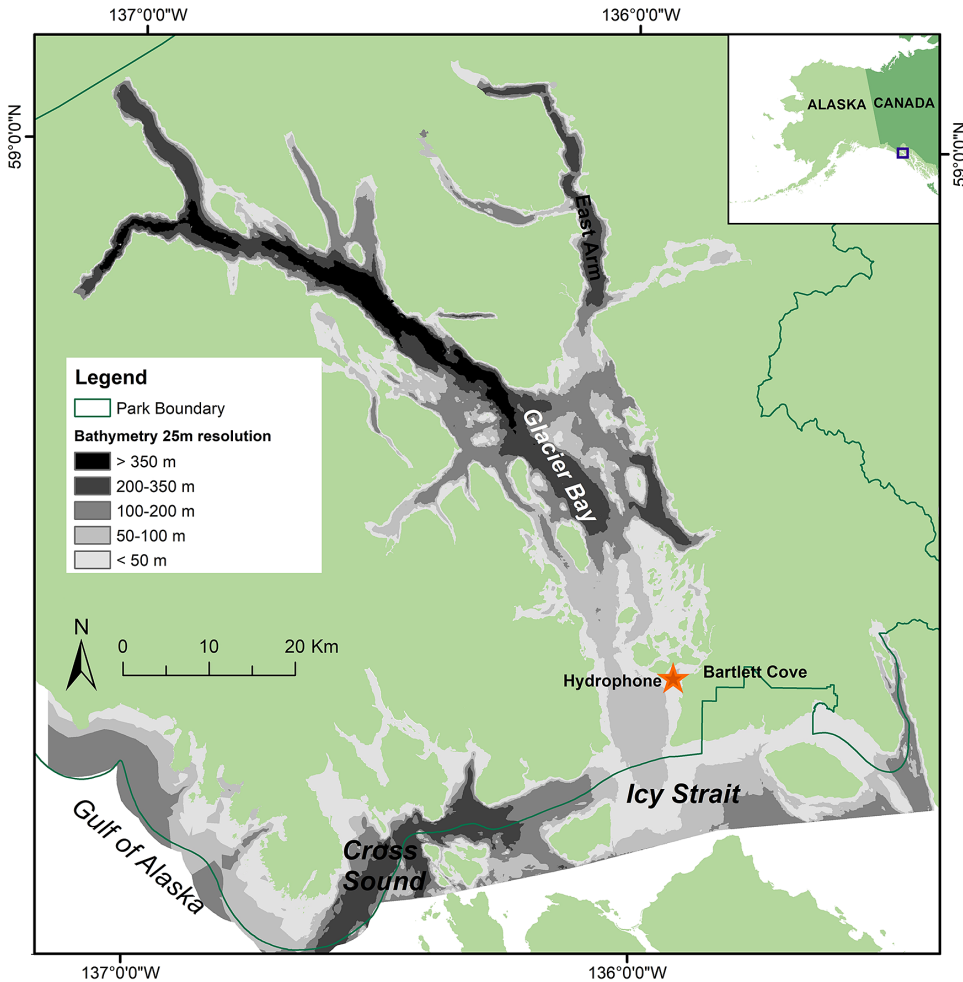 137°0'0"W
136°0'0"W
59°0'0"N
59°0'0"N
ALASKA
CANADA
East Arm
Legend
Park Boundary
Bathymetry 25m resolution
> 350 m
200-350 m
100-200 m
50-100 m
< 50 m
Glacier Bay
N
0 10 20 Km
Hydrophone
Bartlett Cove
Icy Strait
Gulf of Alaska
Cross
Sound
137°0'0"W
136°0'0"W